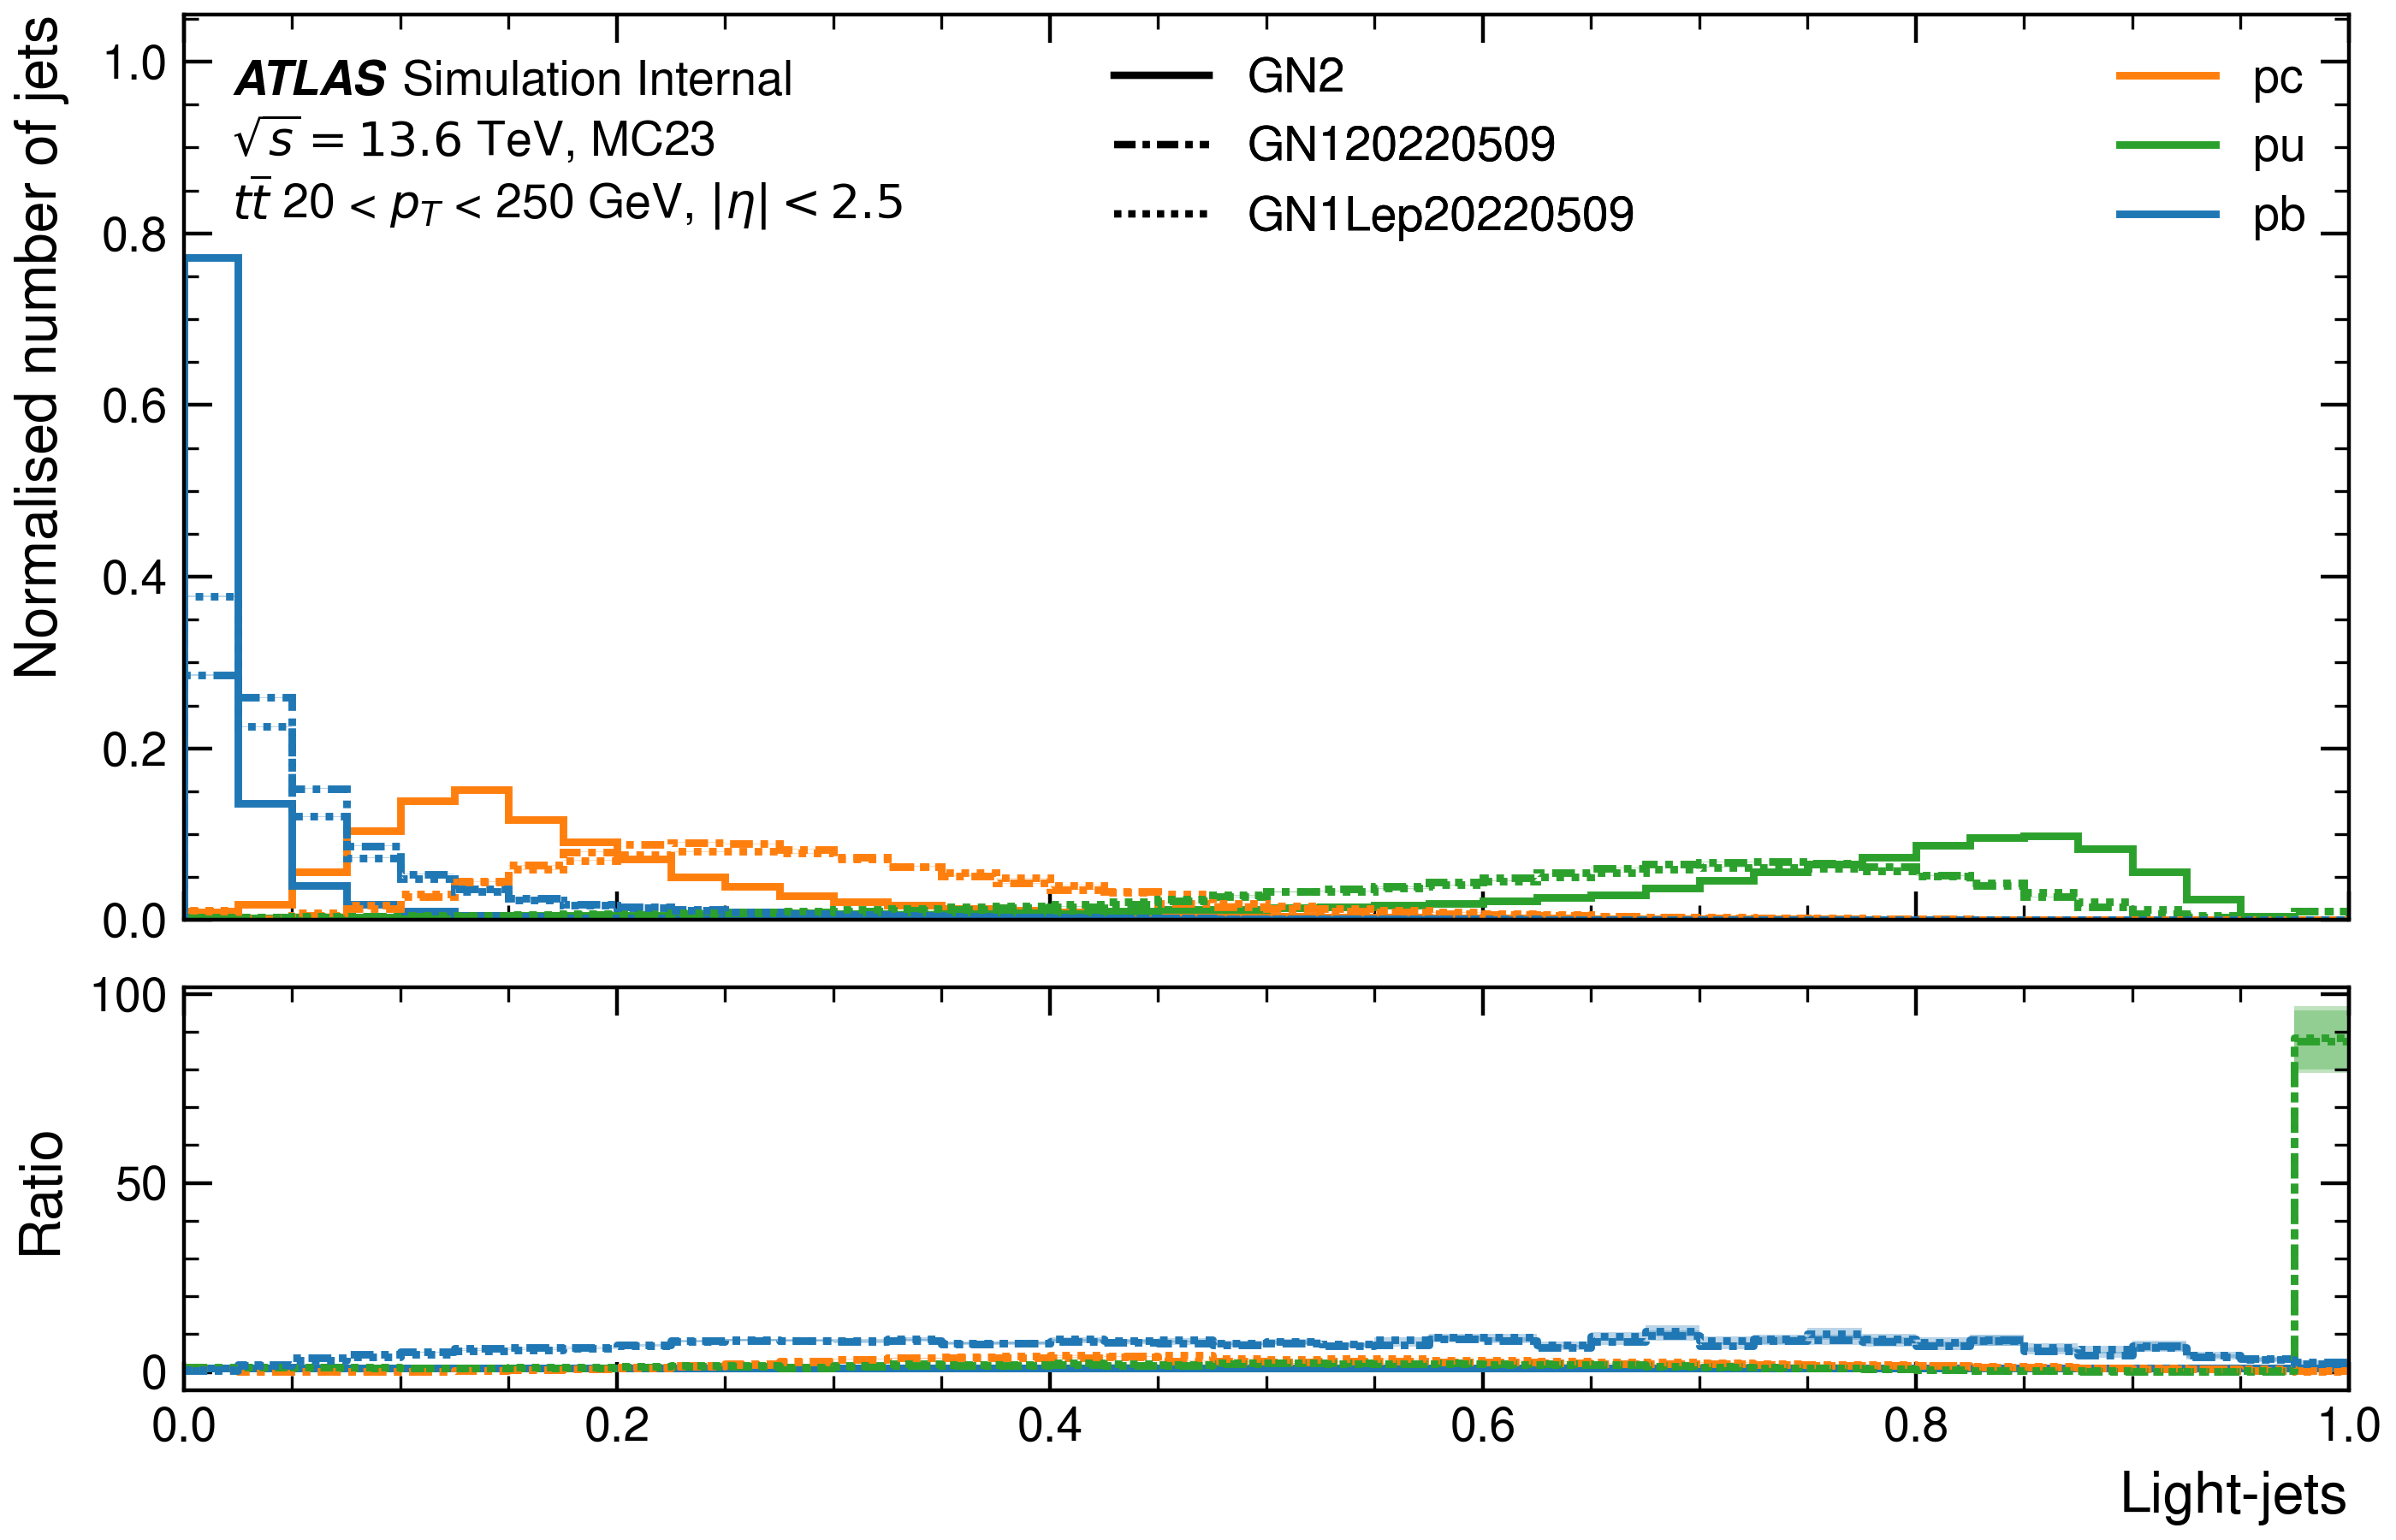 Normalised number of jets
1.0
0.8
0.6
0.4
0.2
0.0
ATLAS Simulation Internal
√s = 13.6 TeV, MC23
tt̄ 20 < pT < 250 GeV, |η| < 2.5
GN2
GN120220509
GN1Lep20220509
pc
pu
pb
Ratio
100
50
0
0.0 0.2 0.4 0.6 0.8 1.0
Light-jets